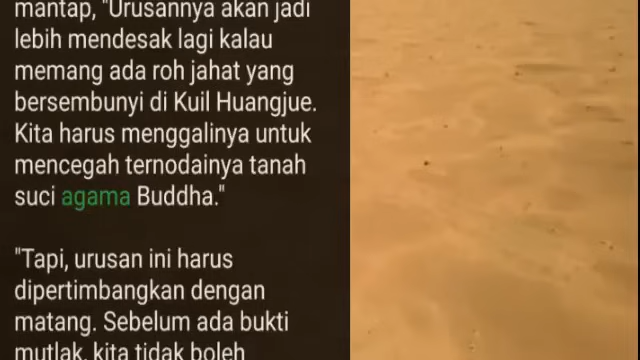 mantap, "Urusannya akan jadi
lebih mendesak lagi kalau
memang ada roh jahat yang
bersembunyi di Kuil Huangjue.
Kita harus menggalinya untuk
mencegah ternodainya tanah
suci agama Buddha."
"Tapi, urusan ini harus
dipertimbangkan dengan
matang. Sebelum ada bukti
mutlak, kita tidak boleh